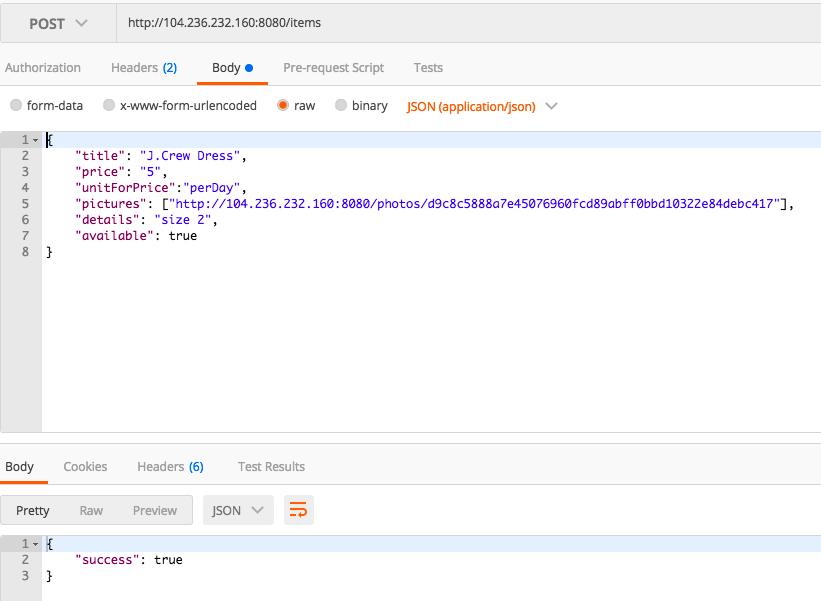 POST http://104.236.232.160:8080/items
Authorization Headers (2) Body Pre-request Script Tests
form-data x-www-form-urlencoded raw binary JSON (application/json)
1 {
2 "title": "J.Crew Dress",
3 "price": "5",
4 "unitForPrice":"perDay",
5 "pictures": ["http://104.236.232.160:8080/photos/d9c8c5888a7e45076960fcd89abff0bbd10322e84debc417"],
6 "details": "size 2",
7 "available": true
8 }
Body Cookies Headers (6) Test Results
Pretty Raw Preview JSON
1 {
2 "success": true
3 }